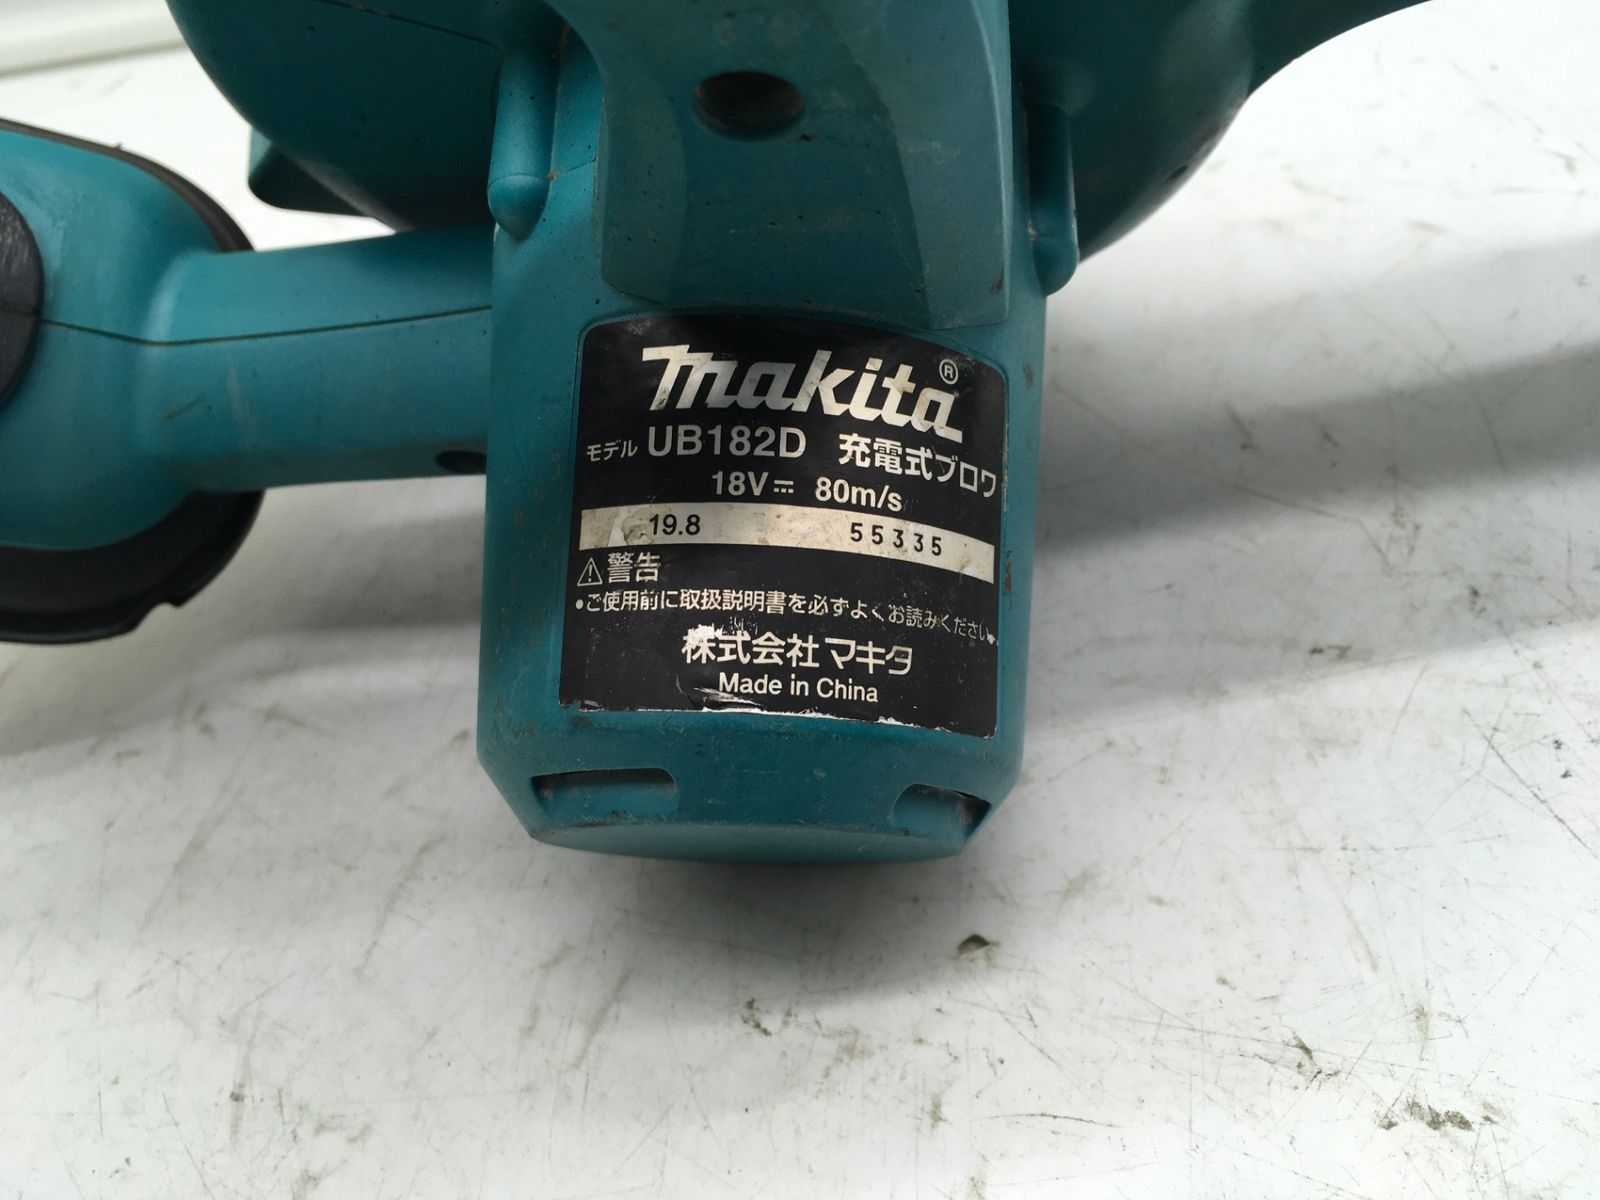 makita®
モデル UB182D 充電式ブロワ
18V⎓ 80m/s
19.8 55335
⚠警告
•ご使用前に取扱説明書を必ずよくお読みください
株式会社マキタ
Made in China